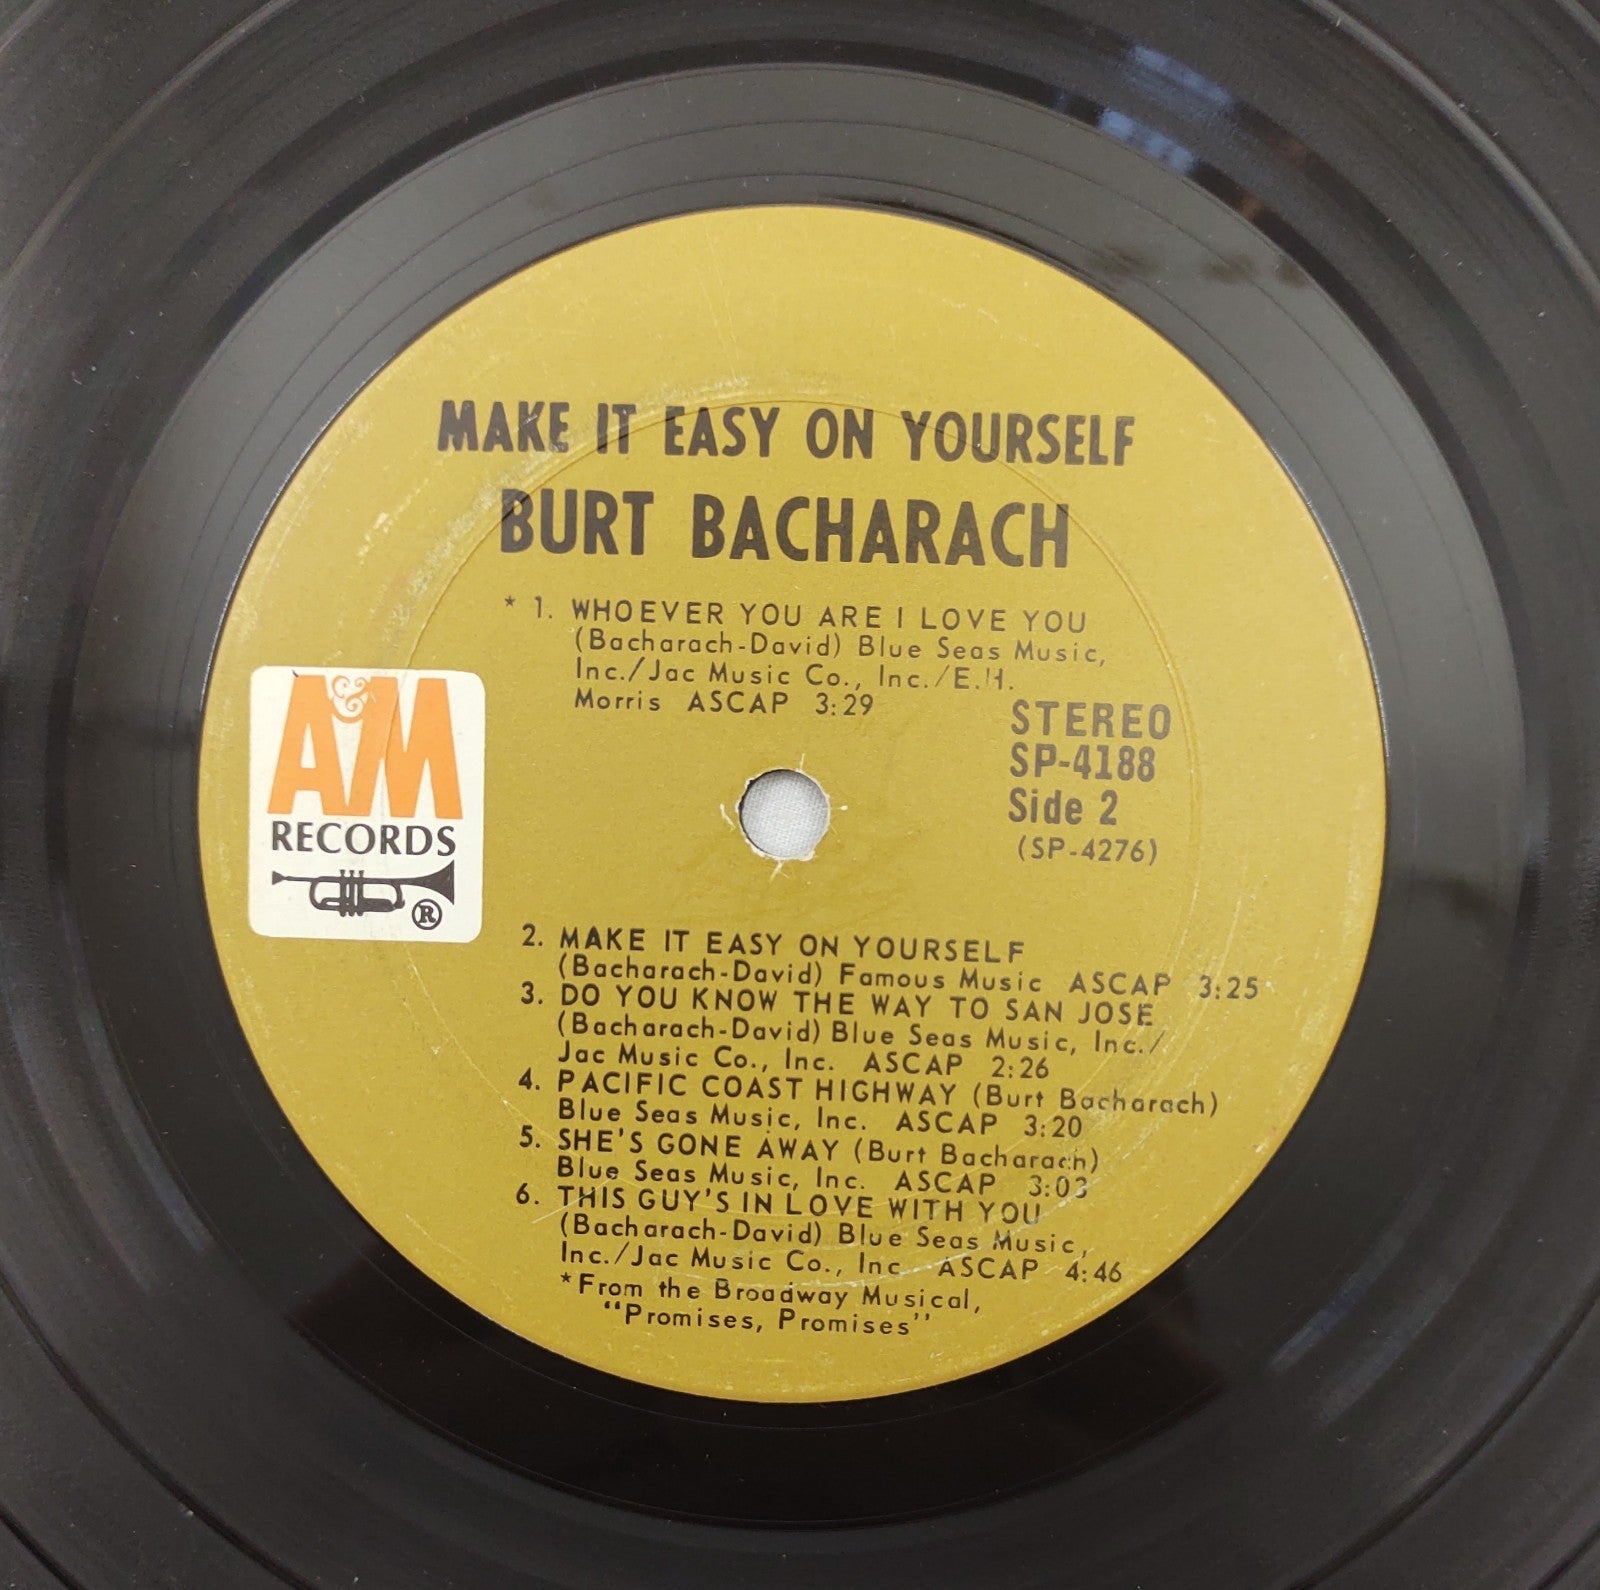 MAKE IT EASY ON YOURSELF
BURT BACHARACH
* 1. WHOEVER YOU ARE I LOVE YOU
(Bacharach-David) Blue Seas Music,
Inc./Jac Music Co., Inc./E.H.
Morris ASCAP 3:29
A&M
RECORDS
®
STEREO
SP-4188
Side 2
(SP-4276)
2. MAKE IT EASY ON YOURSELF
(Bacharach-David) Famous Music ASCAP 3:25
3. DO YOU KNOW THE WAY TO SAN JOSE
(Bacharach-David) Blue Seas Music, Inc./
Jac Music Co., Inc. ASCAP 2:26
4. PACIFIC COAST HIGHWAY (Burt Bacharach)
Blue Seas Music, Inc. ASCAP 3:20
5. SHE'S GONE AWAY (Burt Bacharach)
Blue Seas Music, Inc. ASCAP 3:03
6. THIS GUY'S IN LOVE WITH YOU
(Bacharach-David) Blue Seas Music,
Inc./Jac Music Co., Inc. ASCAP 4:46
*From the Broadway Musical,
"Promises, Promises"